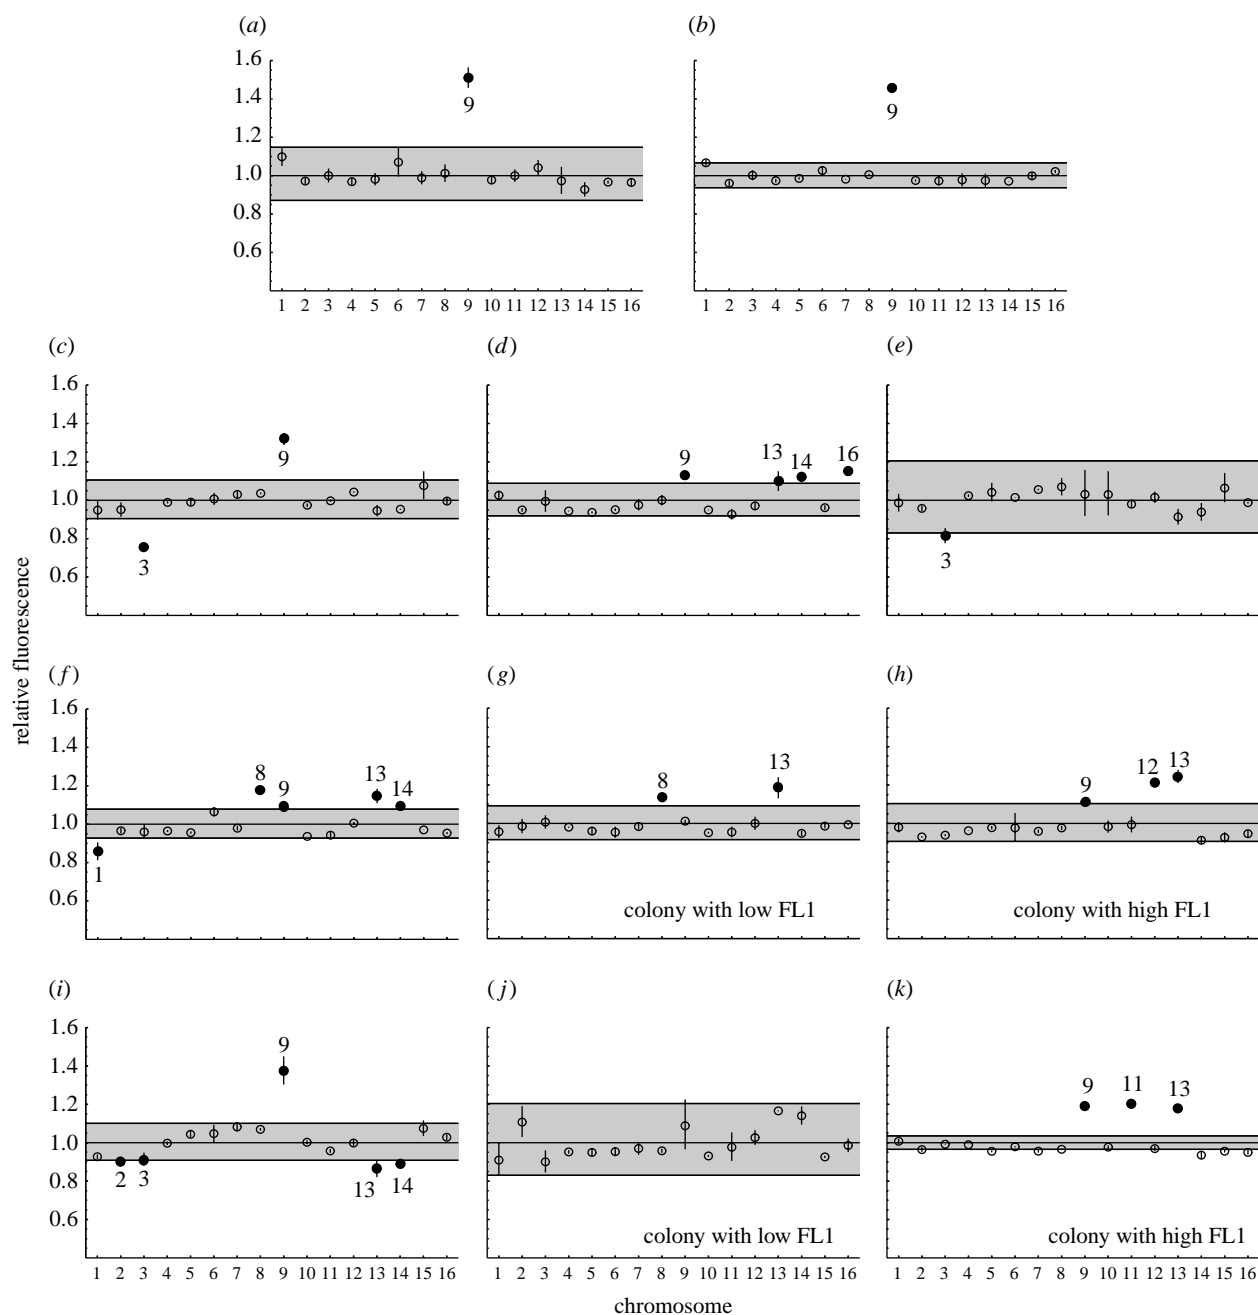 (a) (b)
1.6
1.4
1.2
1.0
0.8
0.6
9 9
1 2 3 4 5 6 7 8 9 10 11 12 13 14 15 16 1 2 3 4 5 6 7 8 9 10 11 12 13 14 15 16
(c) (d) (e)
1.6
1.4
1.2
1.0
0.8
0.6
9 3
9 13 14 16
3
relative fluorescence
(f) (g) (h)
1.6
1.4
1.2
1.0
0.8
0.6
8 9 13 14
1
8 13
colony with low FL1
9 12 13
colony with high FL1
(i) (j) (k)
1.6
1.4
1.2
1.0
0.8
0.6
9
2 3 13 14
colony with low FL1
9 11 13
colony with high FL1
1 2 3 4 5 6 7 8 9 10 11 12 13 14 15 16 1 2 3 4 5 6 7 8 9 10 11 12 13 14 15 16 1 2 3 4 5 6 7 8 9 10 11 12 13 14 15 16
chromosome